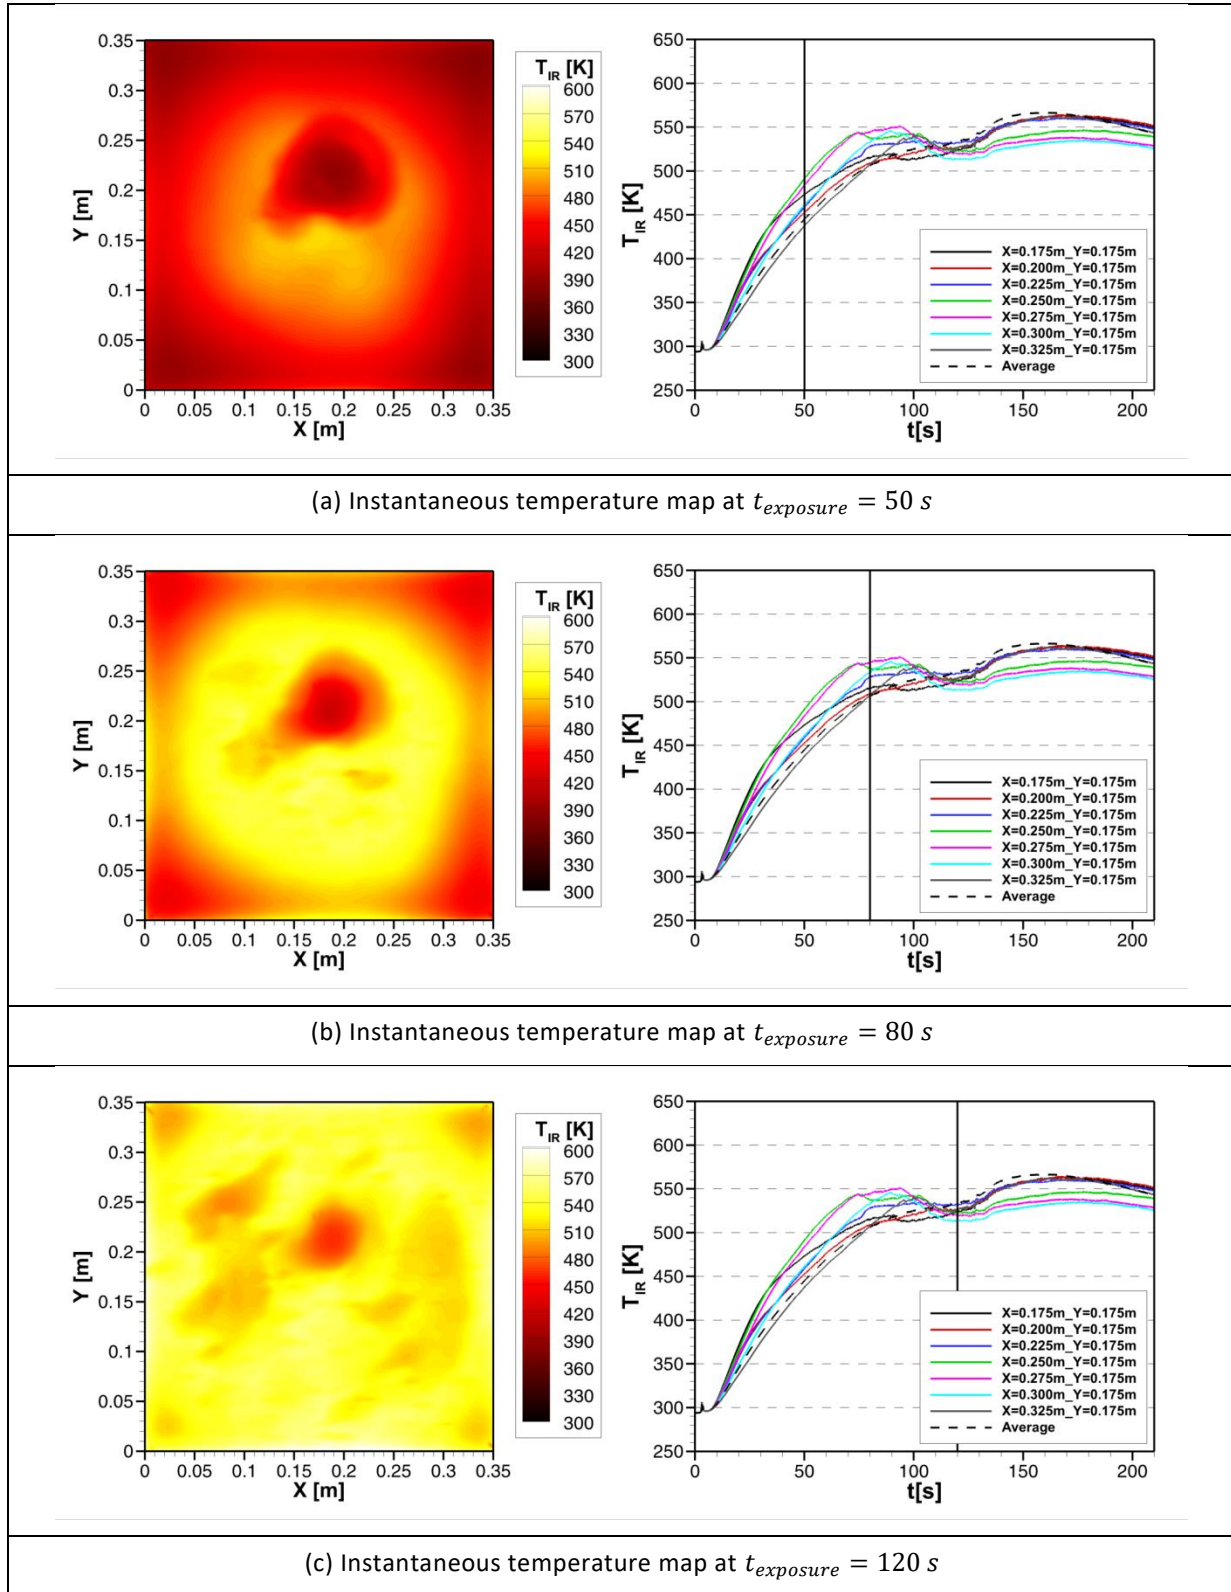 T_IR [K]
600
570
540
510
480
450
420
390
360
330
300
Y [m]
0.35
0.3
0.25
0.2
0.15
0.1
0.05
0
0 0.05 0.1 0.15 0.2 0.25 0.3 0.35
X [m]
T_IR [K]
650
600
550
500
450
400
350
300
250
0 50 100 150 200
t[s]
X=0.175m_Y=0.175m
X=0.200m_Y=0.175m
X=0.225m_Y=0.175m
X=0.250m_Y=0.175m
X=0.275m_Y=0.175m
X=0.300m_Y=0.175m
X=0.325m_Y=0.175m
Average
(a) Instantaneous temperature map at t_exposure = 50 s
T_IR [K]
600
570
540
510
480
450
420
390
360
330
300
Y [m]
0.35
0.3
0.25
0.2
0.15
0.1
0.05
0
0 0.05 0.1 0.15 0.2 0.25 0.3 0.35
X [m]
T_IR [K]
650
600
550
500
450
400
350
300
250
0 50 100 150 200
t[s]
X=0.175m_Y=0.175m
X=0.200m_Y=0.175m
X=0.225m_Y=0.175m
X=0.250m_Y=0.175m
X=0.275m_Y=0.175m
X=0.300m_Y=0.175m
X=0.325m_Y=0.175m
Average
(b) Instantaneous temperature map at t_exposure = 80 s
T_IR [K]
600
570
540
510
480
450
420
390
360
330
300
Y [m]
0.35
0.3
0.25
0.2
0.15
0.1
0.05
0
0 0.05 0.1 0.15 0.2 0.25 0.3 0.35
X [m]
T_IR [K]
650
600
550
500
450
400
350
300
250
0 50 100 150 200
t[s]
X=0.175m_Y=0.175m
X=0.200m_Y=0.175m
X=0.225m_Y=0.175m
X=0.250m_Y=0.175m
X=0.275m_Y=0.175m
X=0.300m_Y=0.175m
X=0.325m_Y=0.175m
Average
(c) Instantaneous temperature map at t_exposure = 120 s